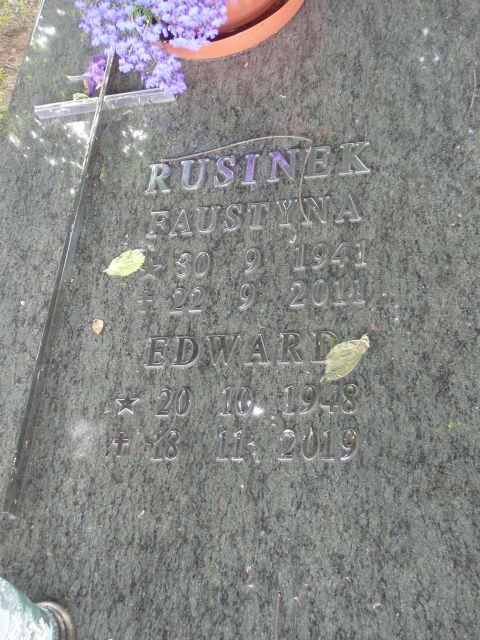 RUSINEK
FAUSTYNA
★ 30 9 1941
✝ 22 9 2011
EDWARD
★ 20 10 1948
✝ 18 11 2019